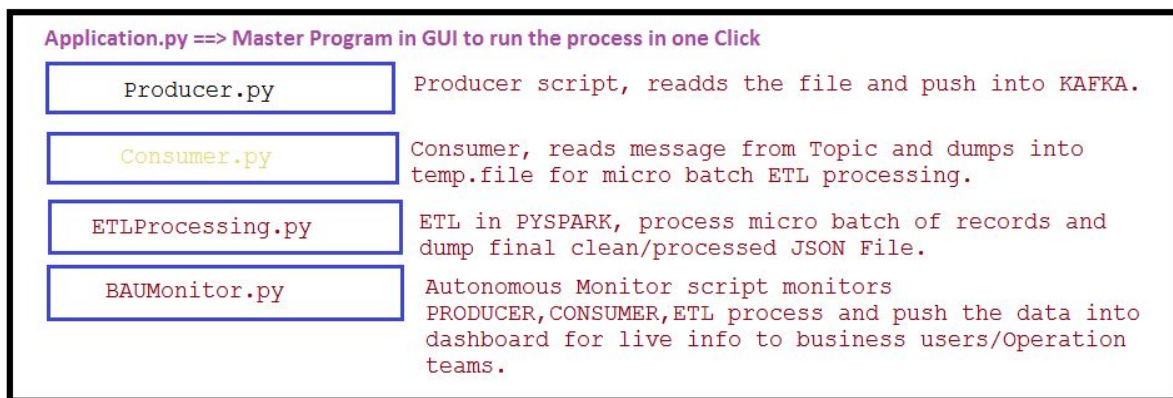 Application.py ==> Master Program in GUI to run the process in one Click
Producer.py
Producer script, readds the file and push into KAFKA.
Consumer.py
Consumer, reads message from Topic and dumps into
temp.file for micro batch ETL processing.
ETLProcessing.py
ETL in PYSPARK, process micro batch of records and
dump final clean/processed JSON File.
BAUMonitor.py
Autonomous Monitor script monitors
PRODUCER,CONSUMER,ETL process and push the data into
dashboard for live info to business users/Operation
teams.